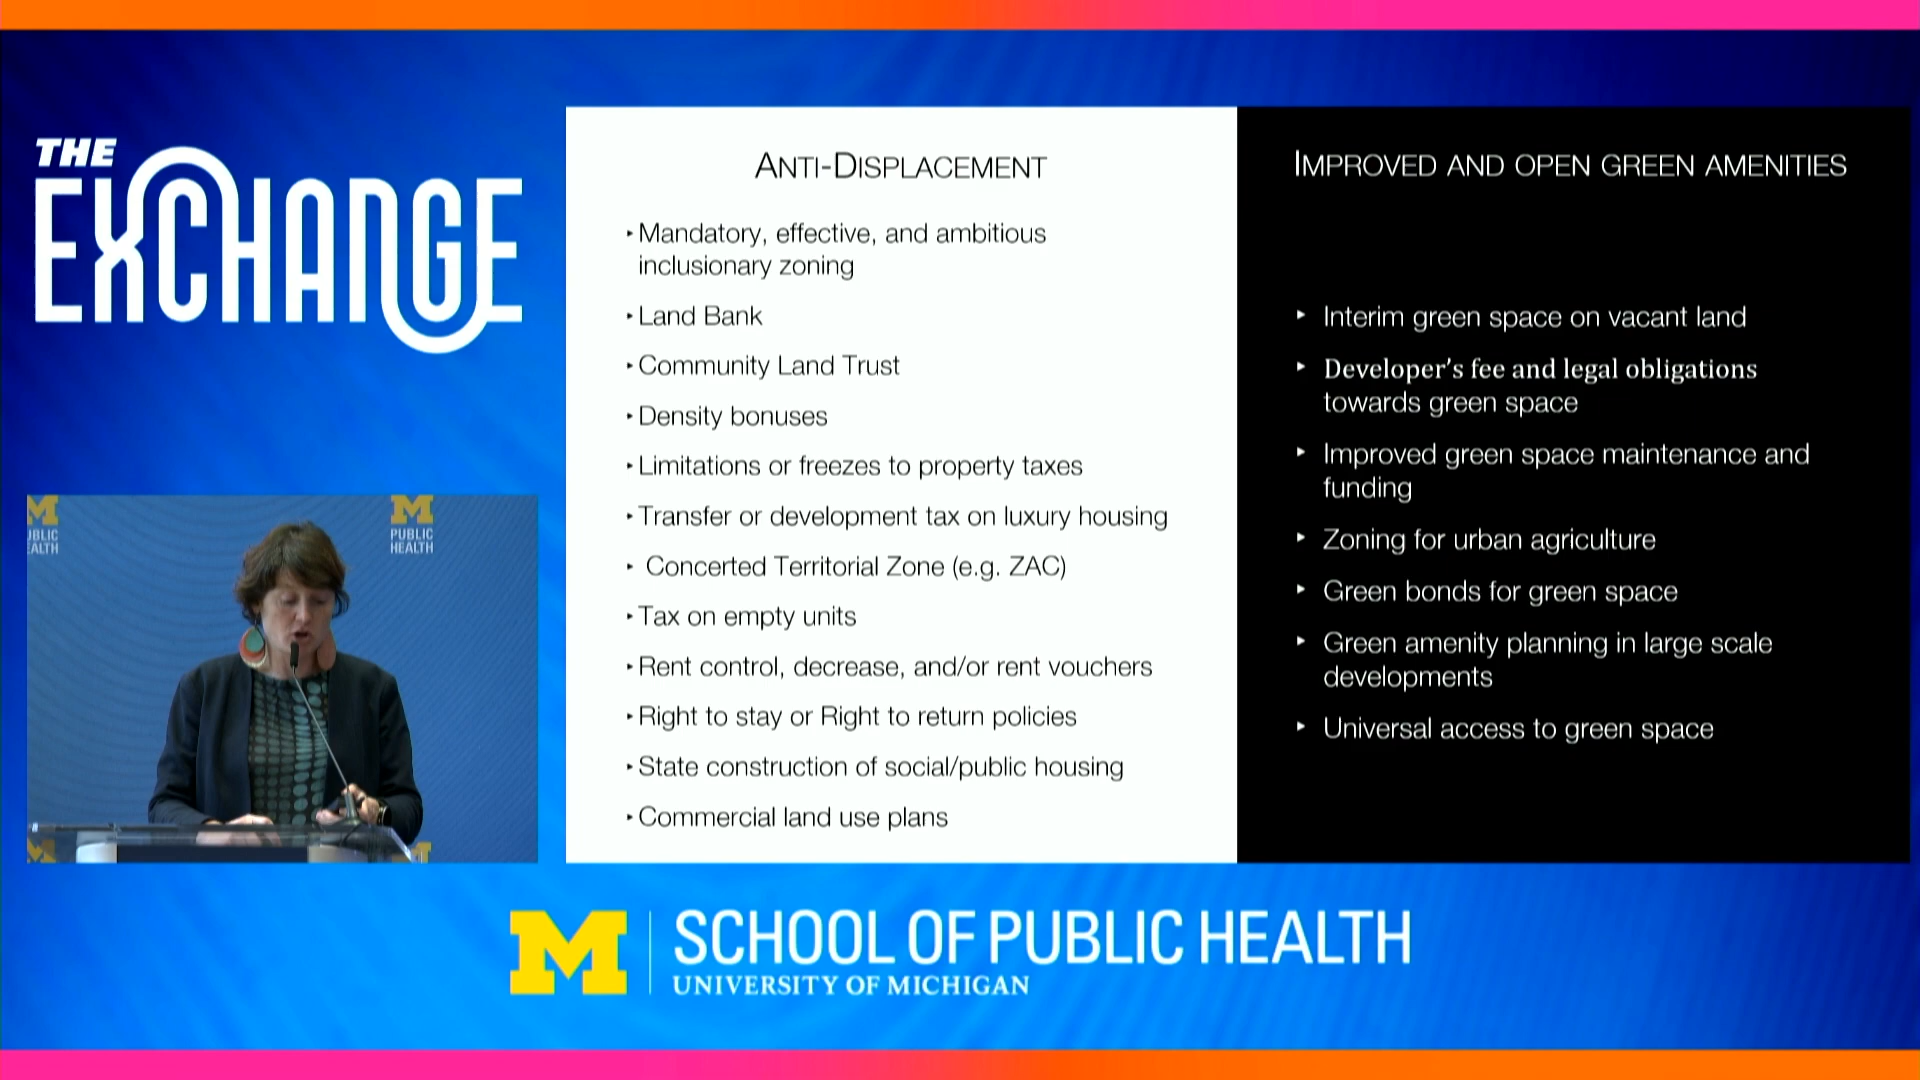 THE
EXCHANGE
ANTI-DISPLACEMENT
‣ Mandatory, effective, and ambitious
inclusionary zoning
‣ Land Bank
‣ Community Land Trust
‣ Density bonuses
‣ Limitations or freezes to property taxes
‣ Transfer or development tax on luxury housing
‣ Concerted Territorial Zone (e.g. ZAC)
‣ Tax on empty units
‣ Rent control, decrease, and/or rent vouchers
‣ Right to stay or Right to return policies
‣ State construction of social/public housing
‣ Commercial land use plans
IMPROVED AND OPEN GREEN AMENITIES
‣ Interim green space on vacant land
‣ Developer’s fee and legal obligations
towards green space
‣ Improved green space maintenance and
funding
‣ Zoning for urban agriculture
‣ Green bonds for green space
‣ Green amenity planning in large scale
developments
‣ Universal access to green space
M
UBLIC
EALTH
M
PUBLIC
HEALTH
M
SCHOOL OF PUBLIC HEALTH
UNIVERSITY OF MICHIGAN